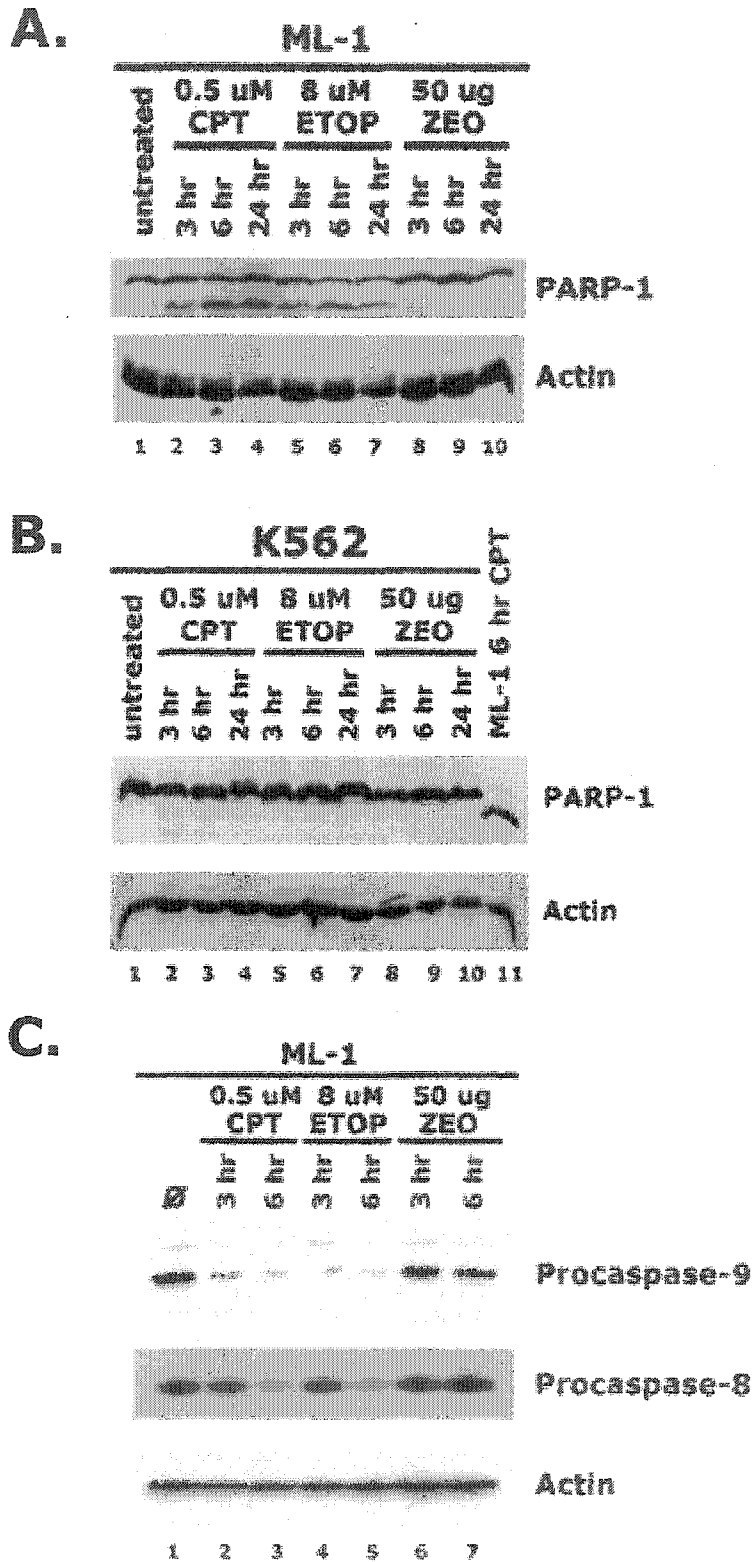 A.
ML-1
0.5 uM 8 uM 50 ug
CPT ETOP ZEO
untreated 3 hr 6 hr 24 hr 3 hr 6 hr 24 hr 3 hr 6 hr 24 hr
PARP-1
Actin
1 2 3 4 5 6 7 8 9 10
B.
K562
0.5 uM 8 uM 50 ug
CPT ETOP ZEO
untreated 3 hr 6 hr 24 hr 3 hr 6 hr 24 hr 3 hr 6 hr 24 hr ML-1 6 hr CPT
PARP-1
Actin
1 2 3 4 5 6 7 8 9 10 11
C.
ML-1
0.5 uM 8 uM 50 ug
CPT ETOP ZEO
Ø 3 hr 6 hr 3 hr 6 hr 3 hr 6 hr
Procaspase-9
Procaspase-8
Actin
1 2 3 4 5 6 7